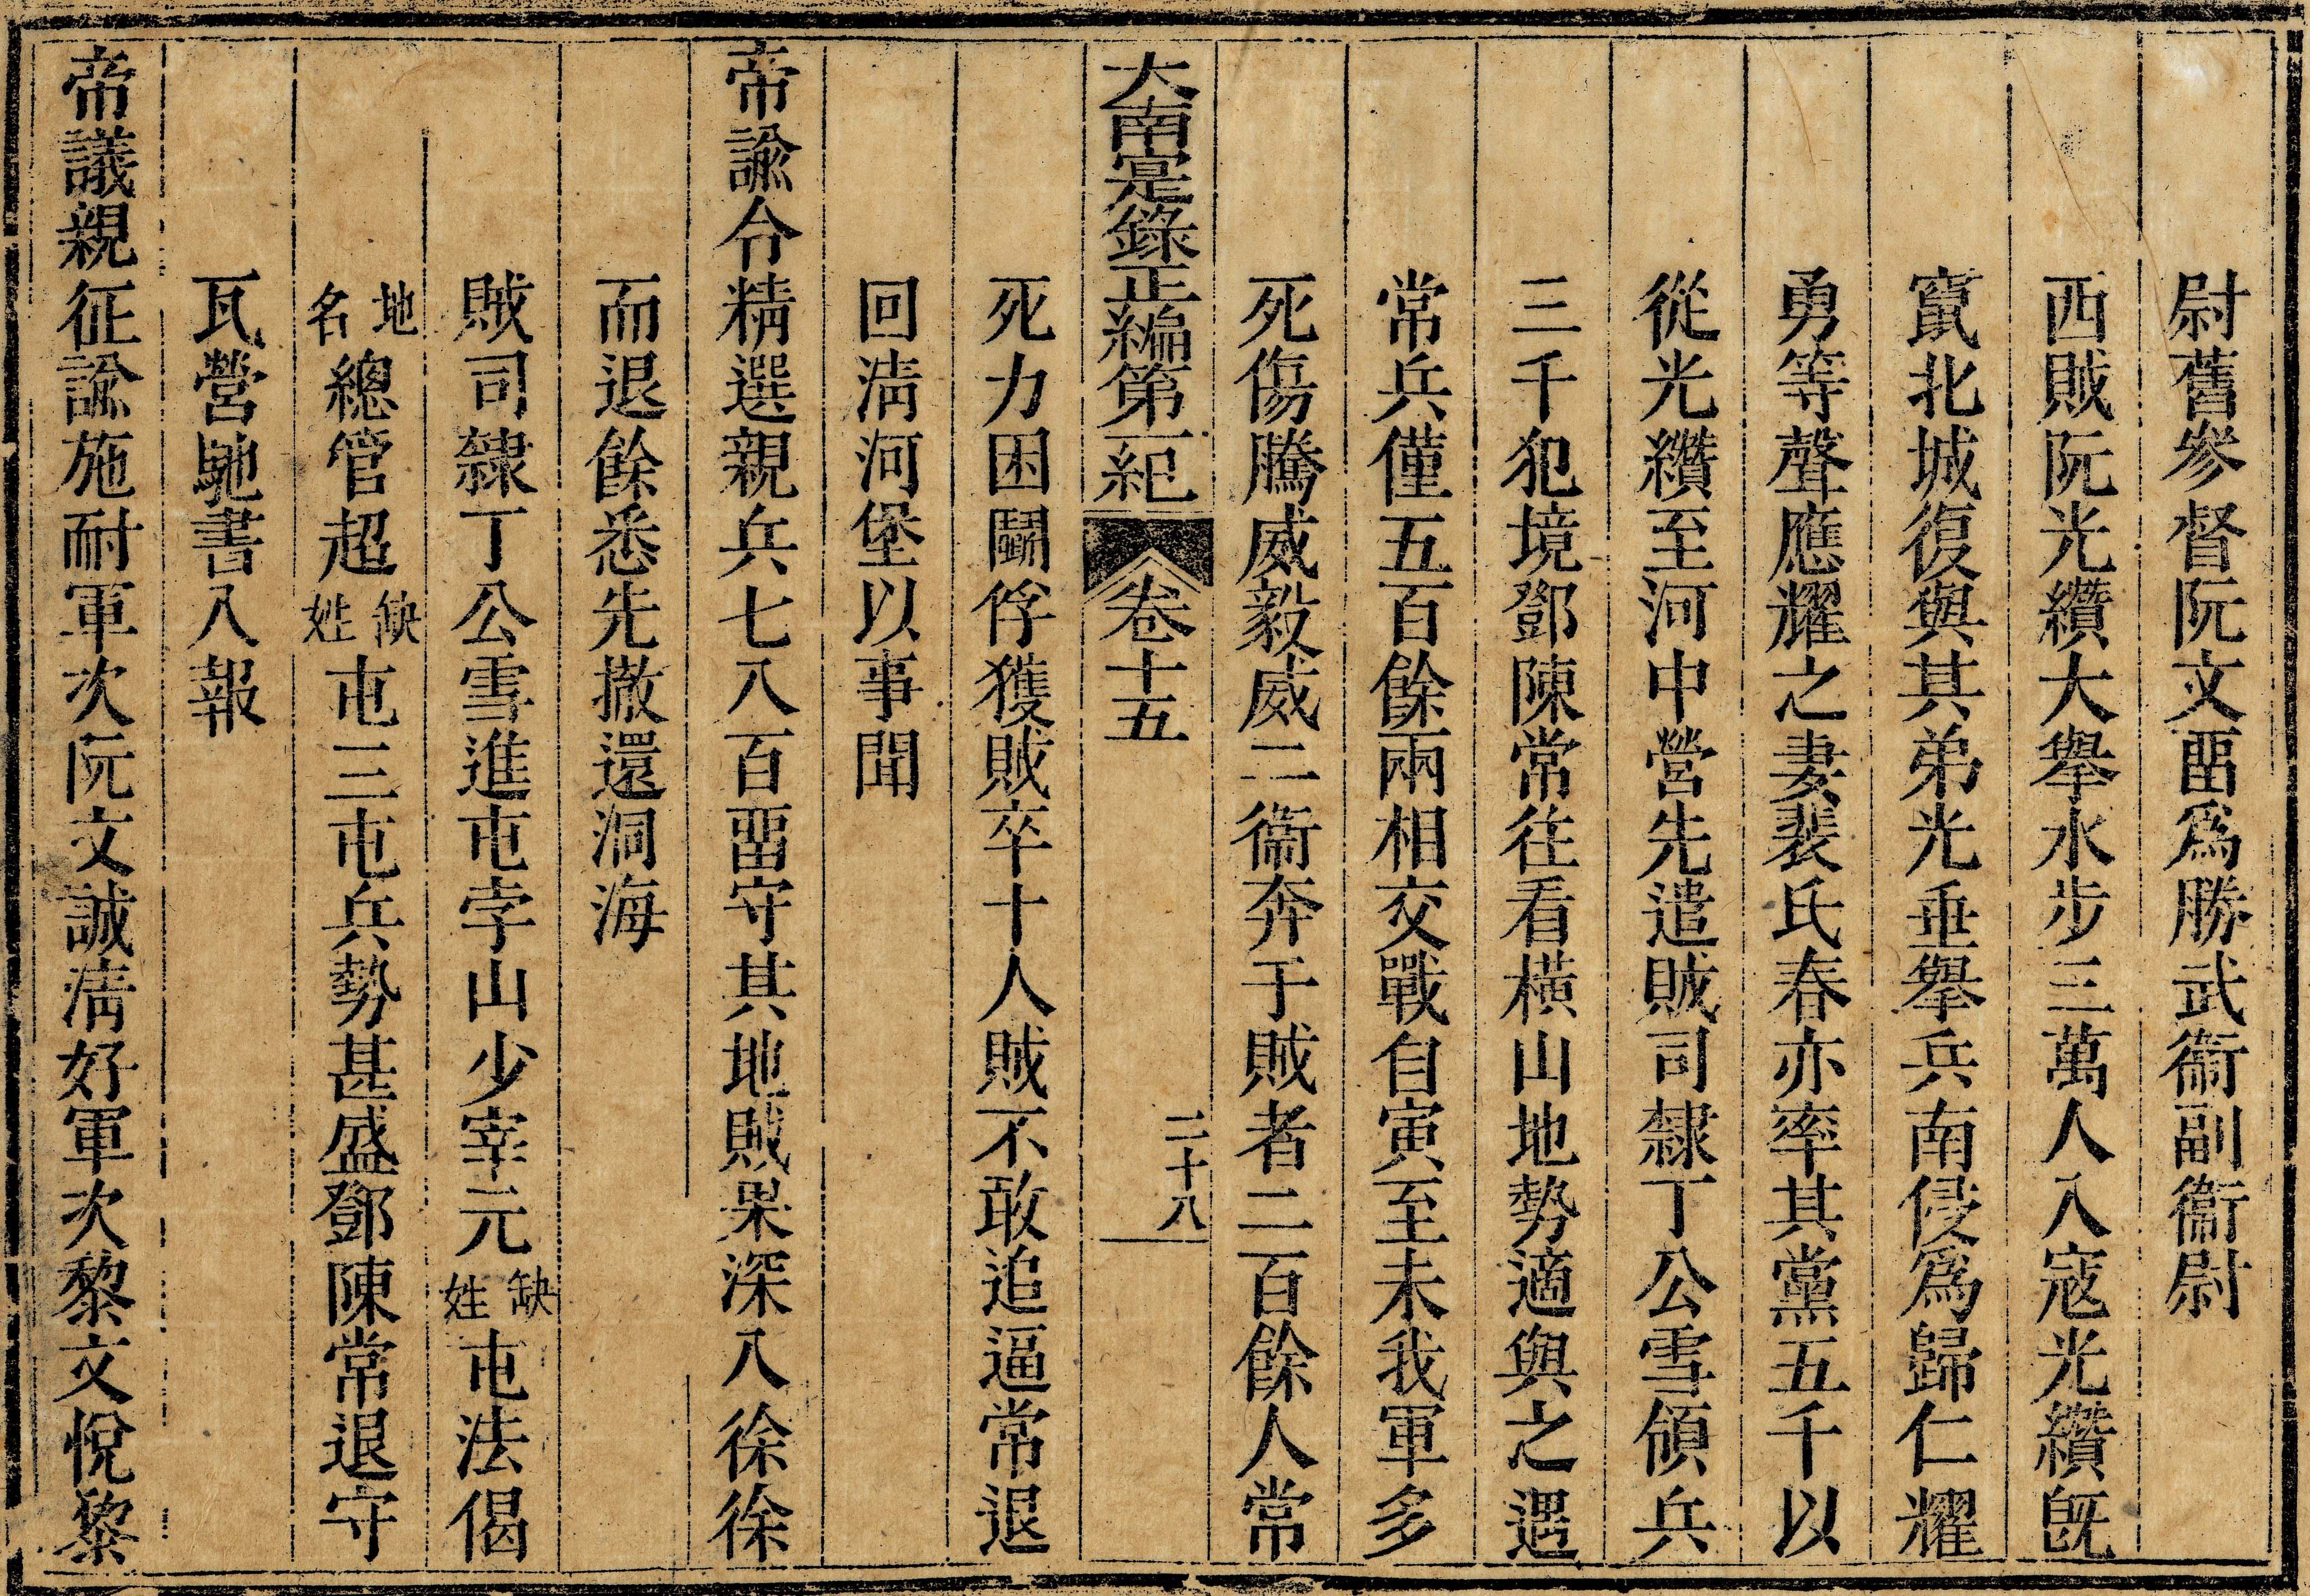 尉舊參督阮文畱爲勝武衞副衞尉
西賊阮光纘大舉水步三萬人入寇光纘旣
竄北城復與其弟光垂舉兵南侵爲歸仁耀
勇等聲應耀之妻裴氏春亦率其黨五千以
從光纘至河中營先遣賊司隸丁公雪領兵
三千犯境鄧陳常往看橫山地勢適與之遇
常兵僅五百餘兩相交戰自寅至未我軍多
死傷騰威毅威二衞奔于賊者二百餘人常
大南寔錄正編第一紀 卷十五 二十八
死力困鬬俘獲賊卒十人賊不敢追逼常退
回淸河堡以事聞
帝諭令精選親兵七八百畱守其地賊果深入徐徐
而退餘悉先撤還洞海
賊司隸丁公雪進屯孛山少宰元缺姓屯法偈
地名總管超缺姓屯三屯兵勢甚盛鄧陳常退守
瓦營馳書入報
帝議親征諭施耐軍次阮文誠淸好軍次黎文悅黎